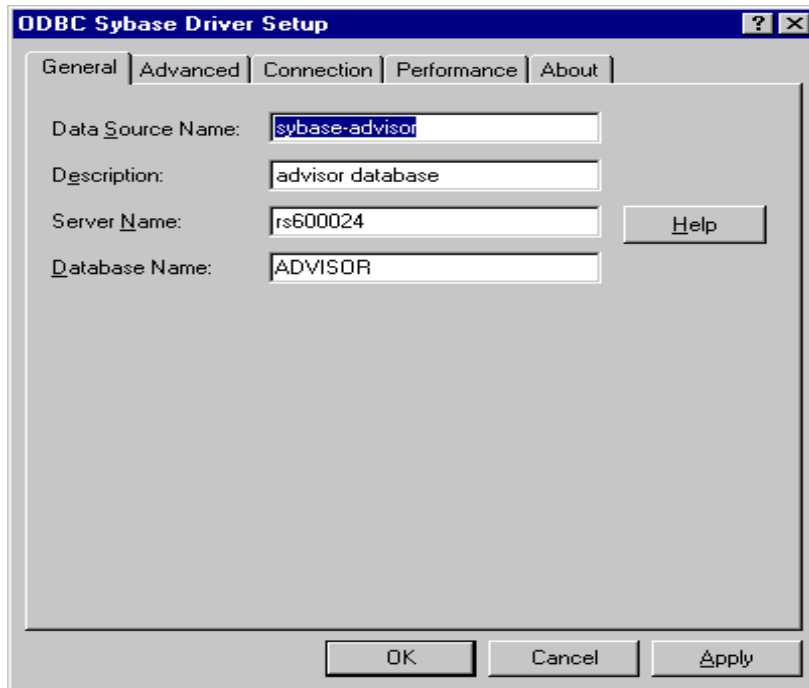 ODBC Sybase Driver Setup
General Advanced Connection Performance About
Data Source Name: sybase-advisor
Description: advisor database
Server Name: rs600024
Help
Database Name: ADVISOR
OK Cancel Apply